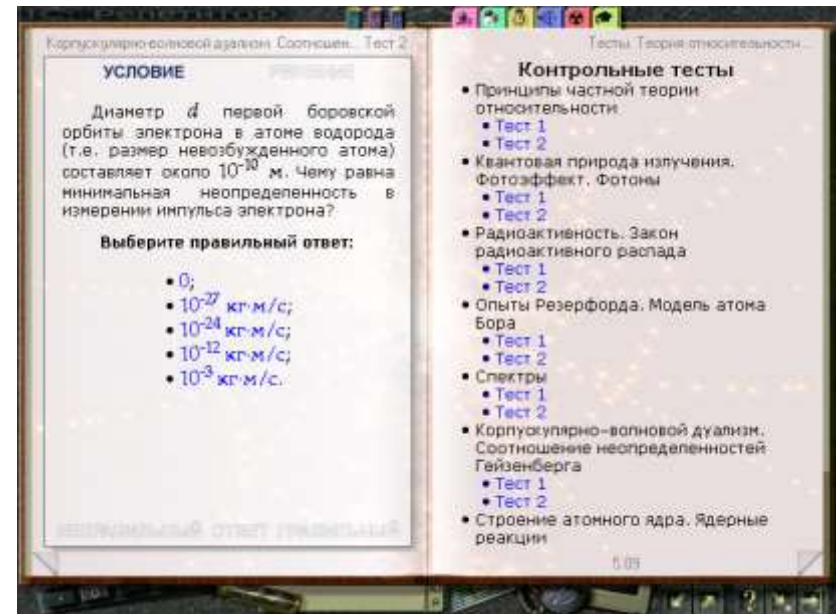 Корпускулярно-волновой дуализм. Соотношен... Тест 2
УСЛОВИЕ
Диаметр d первой боровской
орбиты электрона в атоме водорода
(т.е. размер невозбужденного атома)
составляет около 10⁻¹⁰ м. Чему равна
минимальная неопределенность в
измерении импульса электрона?
Выберите правильный ответ:
• 0;
• 10⁻²⁷ кг·м/с;
• 10⁻²⁴ кг·м/с;
• 10⁻¹² кг·м/с;
• 10⁻³ кг·м/с.
Тесты. Теория относительности...
Контрольные тесты
• Принципы частной теории
относительности
• Тест 1
• Тест 2
• Квантовая природа излучения.
Фотоэффект. Фотоны
• Тест 1
• Тест 2
• Радиоактивность. Закон
радиоактивного распада
• Тест 1
• Тест 2
• Опыты Резерфорда. Модель атома
Бора
• Тест 1
• Тест 2
• Спектры
• Тест 1
• Тест 2
• Корпускулярно-волновой дуализм.
Соотношение неопределенностей
Гейзенберга
• Тест 1
• Тест 2
• Строение атомного ядра. Ядерные
реакции